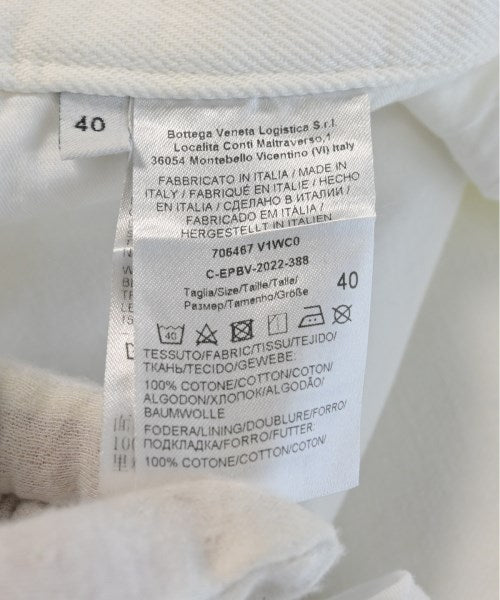 40
Bottega Veneta Logistica S.r.l.
Località Conti Maltraverso,1
36054 Montebello Vicentino (Vi) Italy
FABBRICATO IN ITALIA / MADE IN
ITALY / FABRIQUÉ EN ITALIE / HECHO
EN ITALIA / СДЕЛАНО В ИТАЛИИ /
FABRICADO EM ITÁLIA /
HERGESTELLT IN ITALIEN
706467 V1WC0
C-EPBV-2022-388
Taglia/Size/Taille/Talla/
Размер/Tamanho/Größe
40
40
TESSUTO/FABRIC/TISSU/TEJIDO/
ТКАНЬ/TECIDO/GEWEBE:
100% COTONE/COTTON/COTON/
ALGODON/ХЛОПОК/ALGODÃO/
BAUMWOLLE
FODERA/LINING/DOUBLURE/FORRO/
ПОДКЛАДКА/FORRO/FUTTER:
100% COTONE/COTTON/COTON/